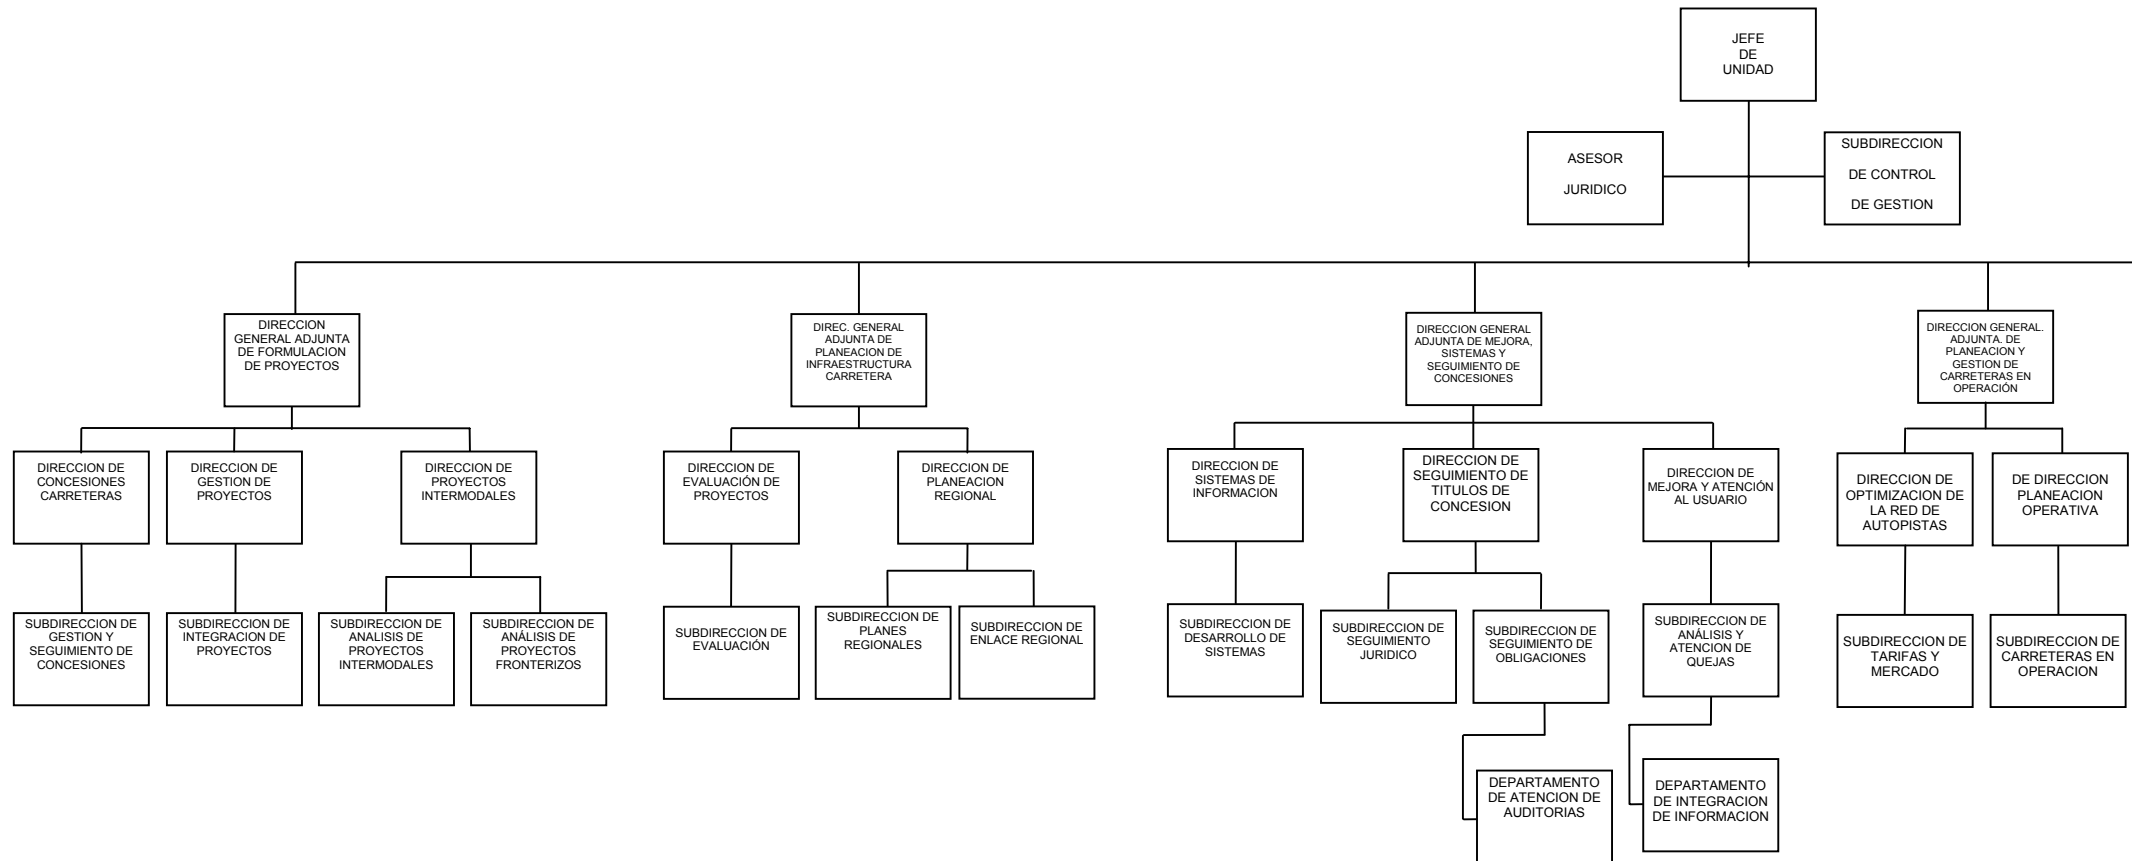 JEFE
DE
UNIDAD
ASESOR
JURIDICO
SUBDIRECCION
DE CONTROL
DE GESTION
DIRECCION
GENERAL ADJUNTA
DE FORMULACION
DE PROYECTOS
DIREC. GENERAL
ADJUNTA DE
PLANEACION DE
INFRAESTRUCTURA
CARRETERA
DIRECCION GENERAL
ADJUNTA DE MEJORA,
SISTEMAS Y
SEGUIMIENTO DE
CONCESIONES
DIRECCION GENERAL.
ADJUNTA. DE
PLANEACION Y
GESTION DE
CARRETERAS EN
OPERACIÓN
DIRECCION DE
CONCESIONES
CARRETERAS
DIRECCION DE
GESTION DE
PROYECTOS
DIRECCION DE
PROYECTOS
INTERMODALES
DIRECCION DE
EVALUACIÓN DE
PROYECTOS
DIRECCION DE
PLANEACION
REGIONAL
DIRECCION DE
SISTEMAS DE
INFORMACION
DIRECCION DE
SEGUIMIENTO DE
TITULOS DE
CONCESION
DIRECCION DE
MEJORA Y ATENCIÓN
AL USUARIO
DIRECCION DE
OPTIMIZACION DE
LA RED DE
AUTOPISTAS
DE DIRECCION
PLANEACION
OPERATIVA
SUBDIRECCION DE
GESTION Y
SEGUIMIENTO DE
CONCESIONES
SUBDIRECCION DE
INTEGRACION DE
PROYECTOS
SUBDIRECCION DE
ANALISIS DE
PROYECTOS
INTERMODALES
SUBDIRECCION DE
ANÁLISIS DE
PROYECTOS
FRONTERIZOS
SUBDIRECCION DE
EVALUACIÓN
SUBDIRECCION DE
PLANES
REGIONALES
SUBDIRECCION DE
ENLACE REGIONAL
SUBDIRECCION DE
DESARROLLO DE
SISTEMAS
SUBDIRECCION DE
SEGUIMIENTO
JURIDICO
SUBDIRECCION DE
SEGUIMENTO DE
OBLIGACIONES
SUBDIRECCION DE
ANÁLISIS Y
ATENCION DE
QUEJAS
SUBDIRECCION DE
TARIFAS Y
MERCADO
SUBDIRECCION DE
CARRETERAS EN
OPERACION
DEPARTAMENTO
DE ATENCION DE
AUDITORIAS
DEPARTAMENTO
DE INTEGRACION
DE INFORMACION